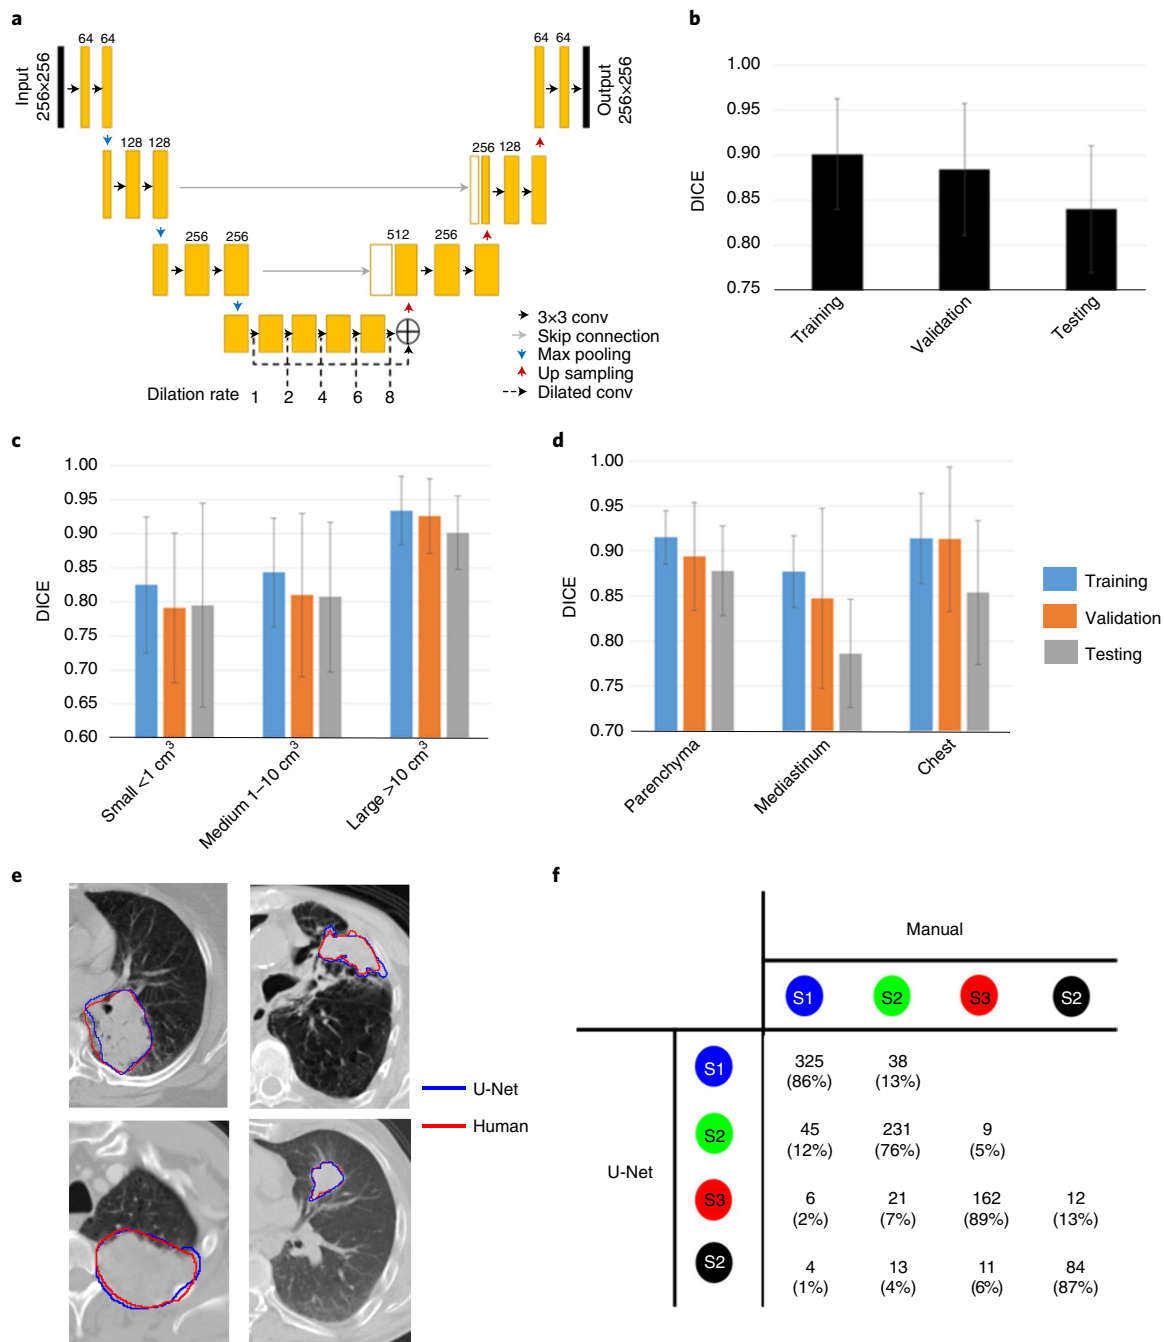 a
64 64
64 64
Input
256×256
Output
256×256
128 128
256 128
256 256
512 256
3×3 conv
Skip connection
Max pooling
Up sampling
Dilated conv
Dilation rate 1 2 4 6 8
b
1.00
0.95
0.90
0.85
0.80
0.75
DICE
Training
Validation
Testing
c
1.00
0.95
0.90
0.85
0.80
0.75
0.70
0.65
0.60
DICE
Small <1 cm³
Medium 1–10 cm³
Large >10 cm³
d
1.00
0.95
0.90
0.85
0.80
0.75
0.70
DICE
Parenchyma
Mediastinum
Chest
Training
Validation
Testing
e
U-Net
Human
f
Manual
S1 S2 S3 S2
U-Net
S1 325 38
(86%) (13%)
S2 45 231 9
(12%) (76%) (5%)
S3 6 21 162 12
(2%) (7%) (89%) (13%)
S2 4 13 11 84
(1%) (4%) (6%) (87%)